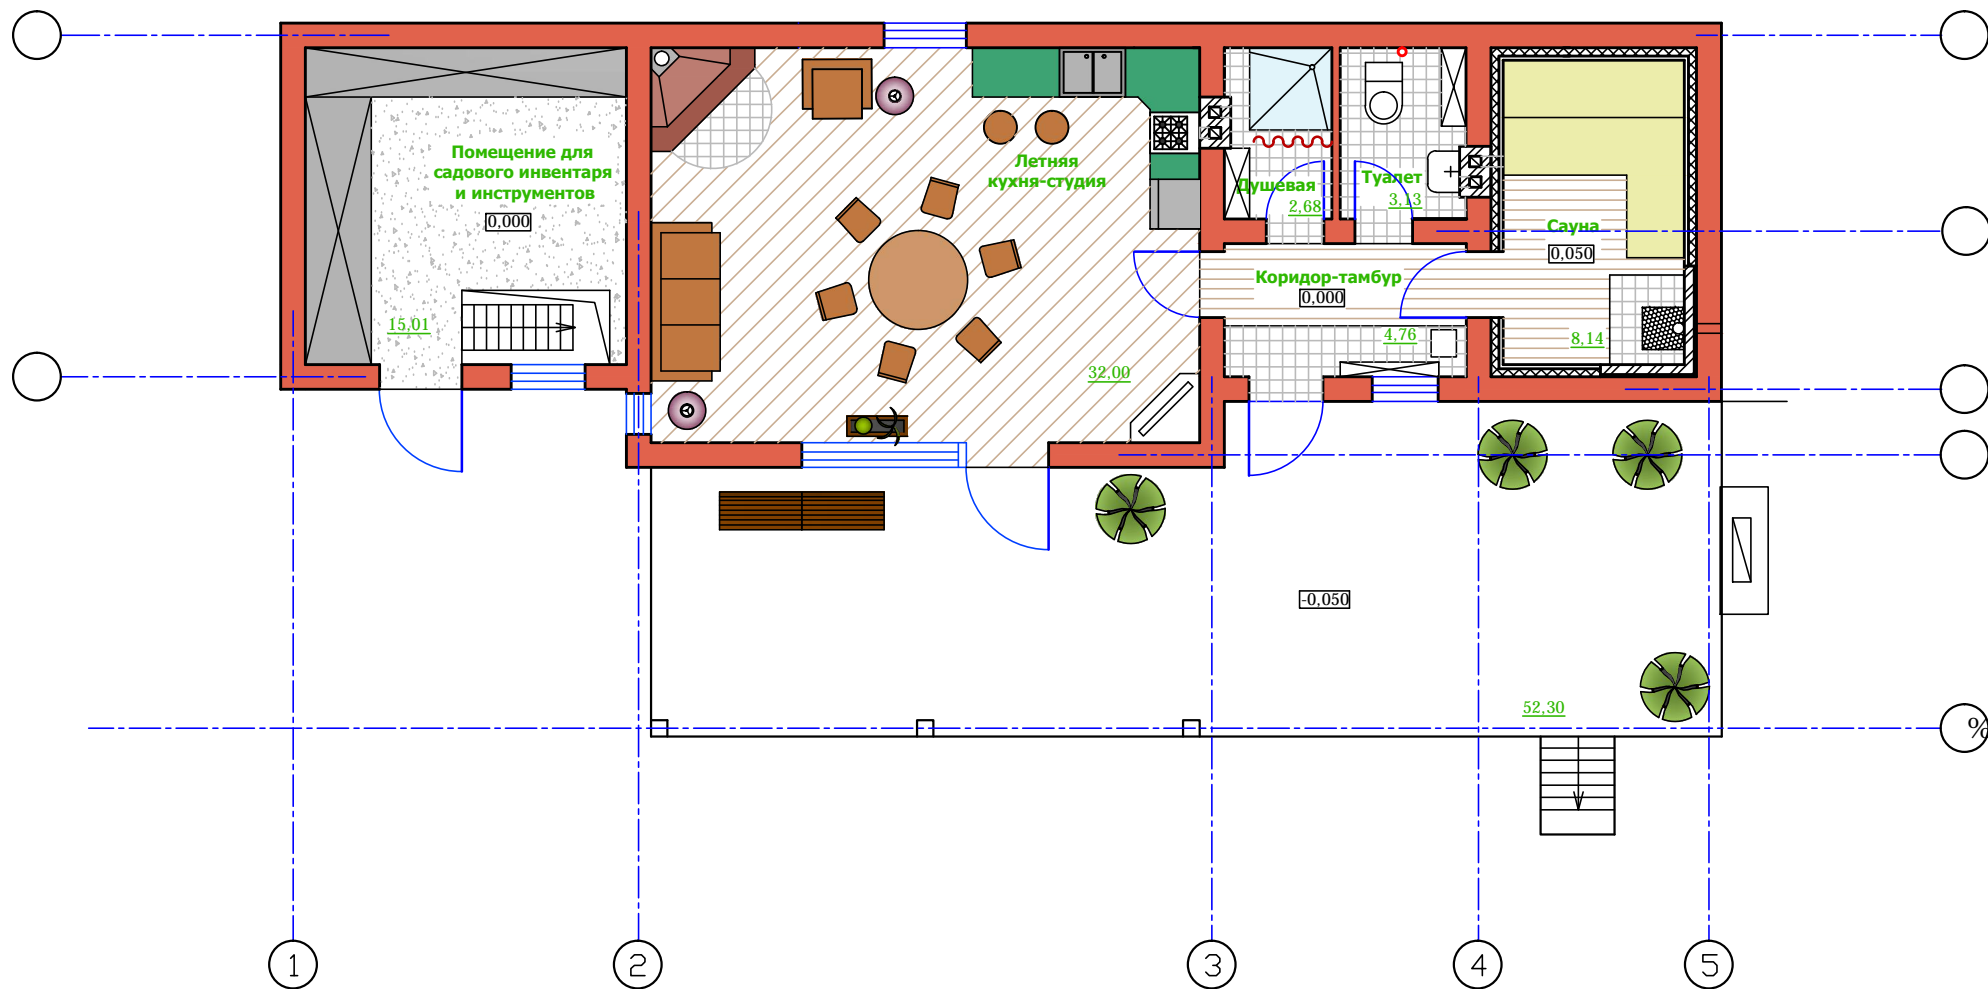 Помещение для
садового инвентаря
и инструментов
0,000
15,01
Летняя
кухня-студия
32,00
Душевая
2,68
Туалет
3,13
Сауна
0,050
8,14
Коридор-тамбур
0,000
4,76
-0,050
52,30
%
1
2
3
4
5